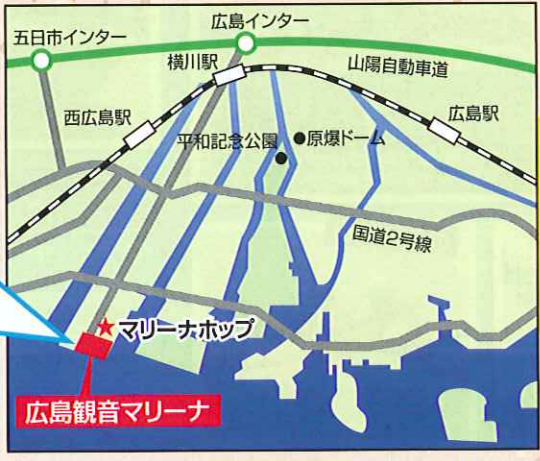 広島インター
五日市インター
横川駅
山陽自動車道
西広島駅
広島駅
平和記念公園
原爆ドーム
国道2号線
マリーナホップ
広島観音マリーナ